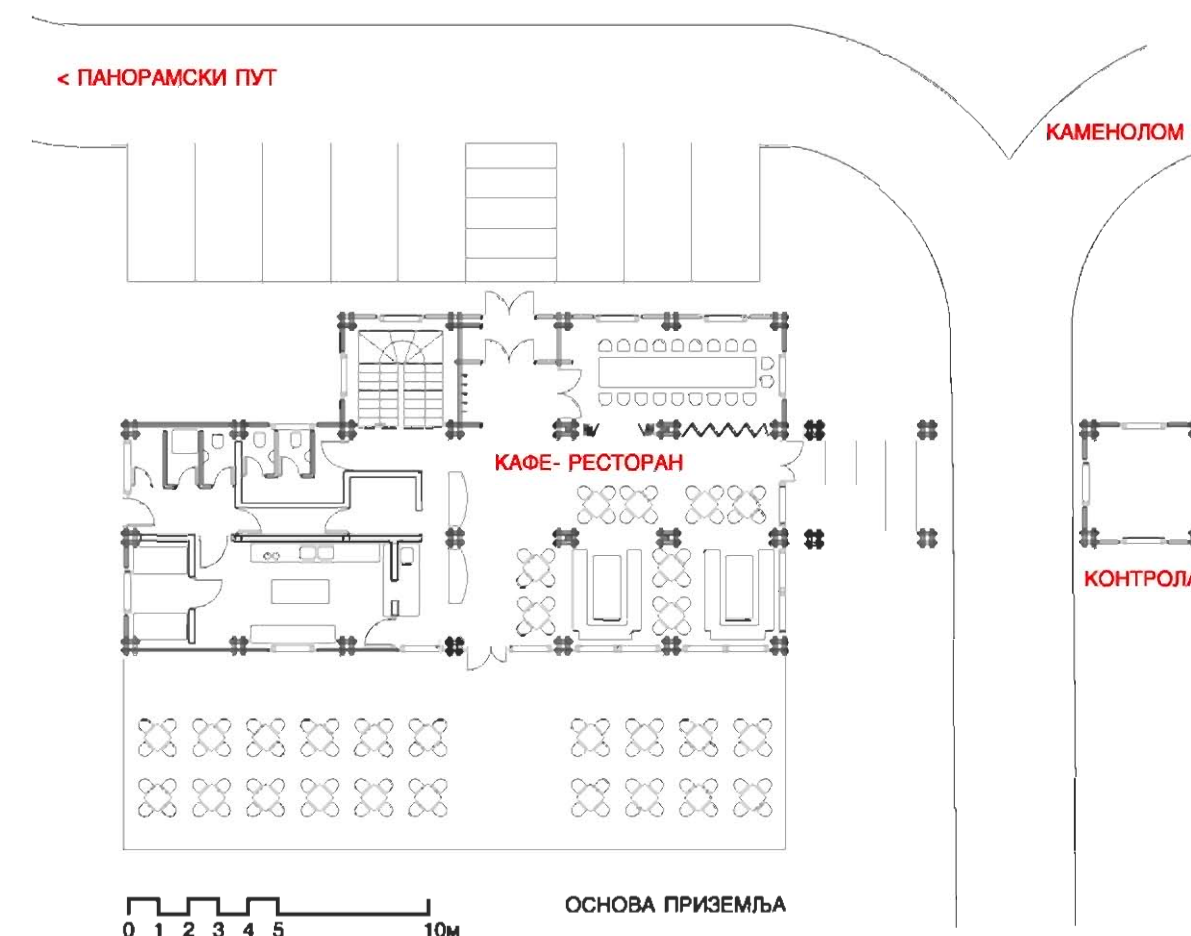 < ПАНОРАМСКИ ПУТ
КАМЕНОЛОМ
КАФЕ- РЕСТОРАН
ОСНОВА ПРИЗЕМЉА
0 1 2 3 4 5 10м